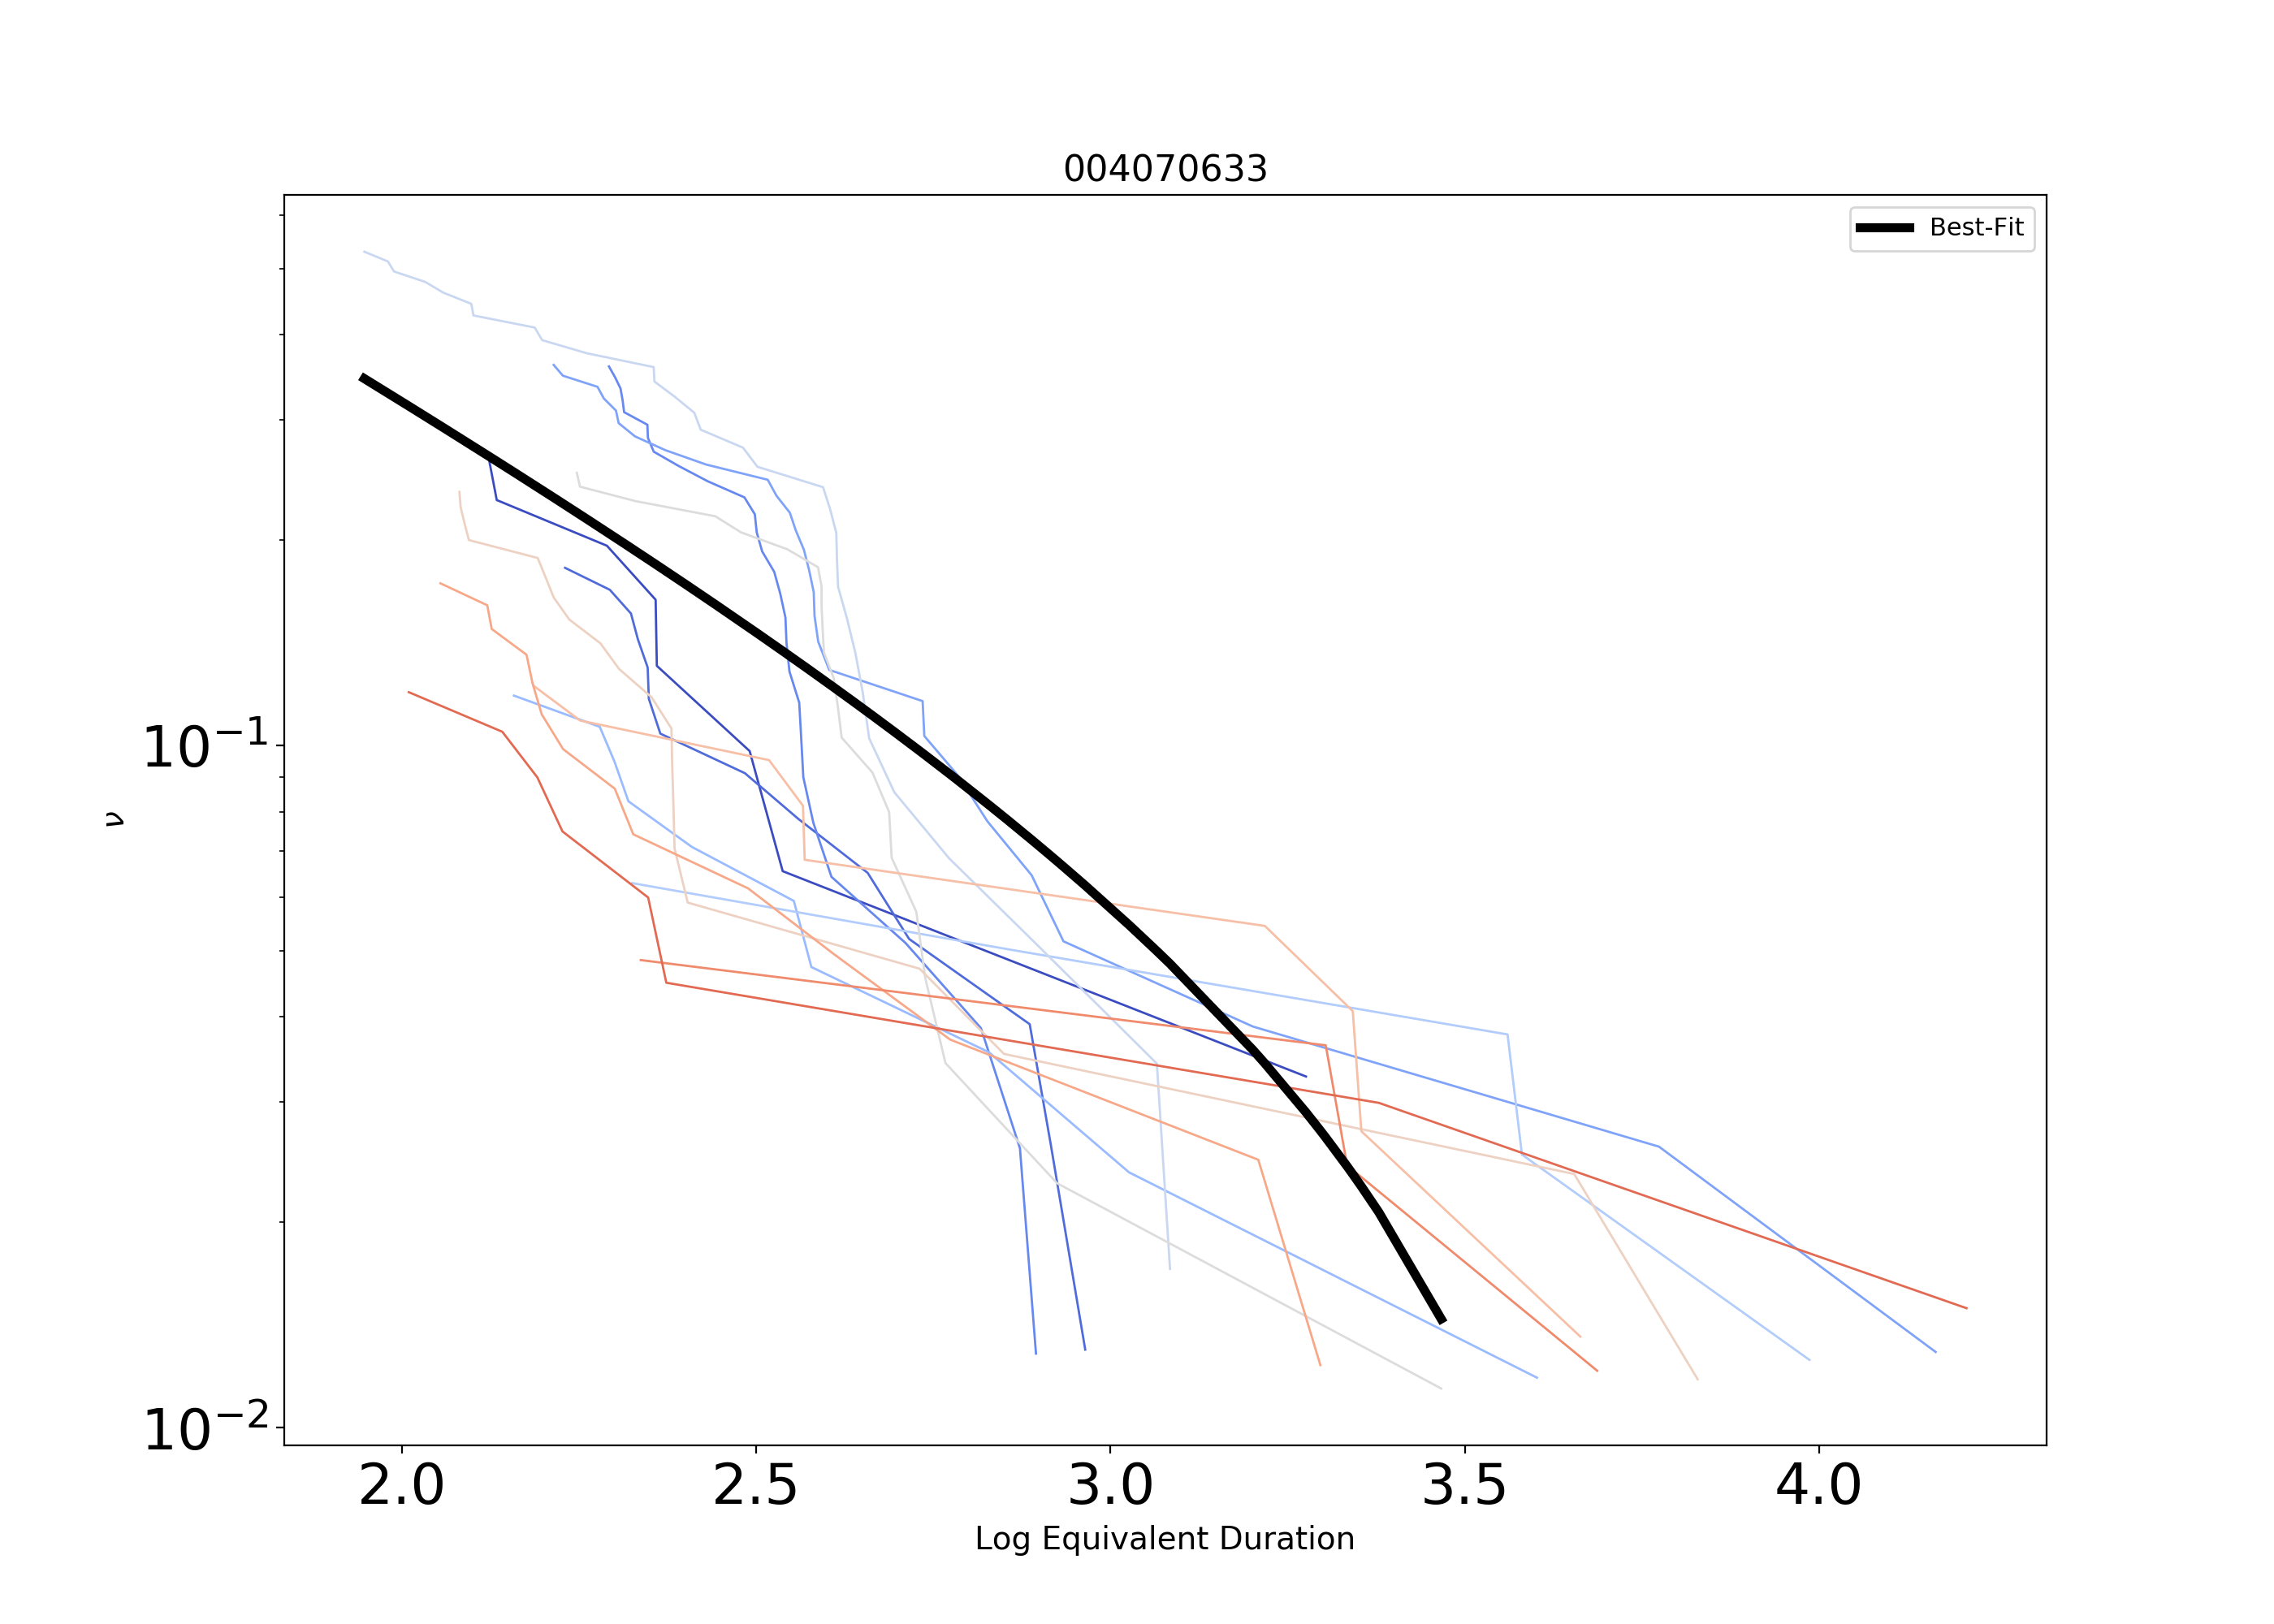 004070633
Best-Fit
10⁻¹
ν
10⁻²
2.0 2.5 3.0 3.5 4.0
Log Equivalent Duration